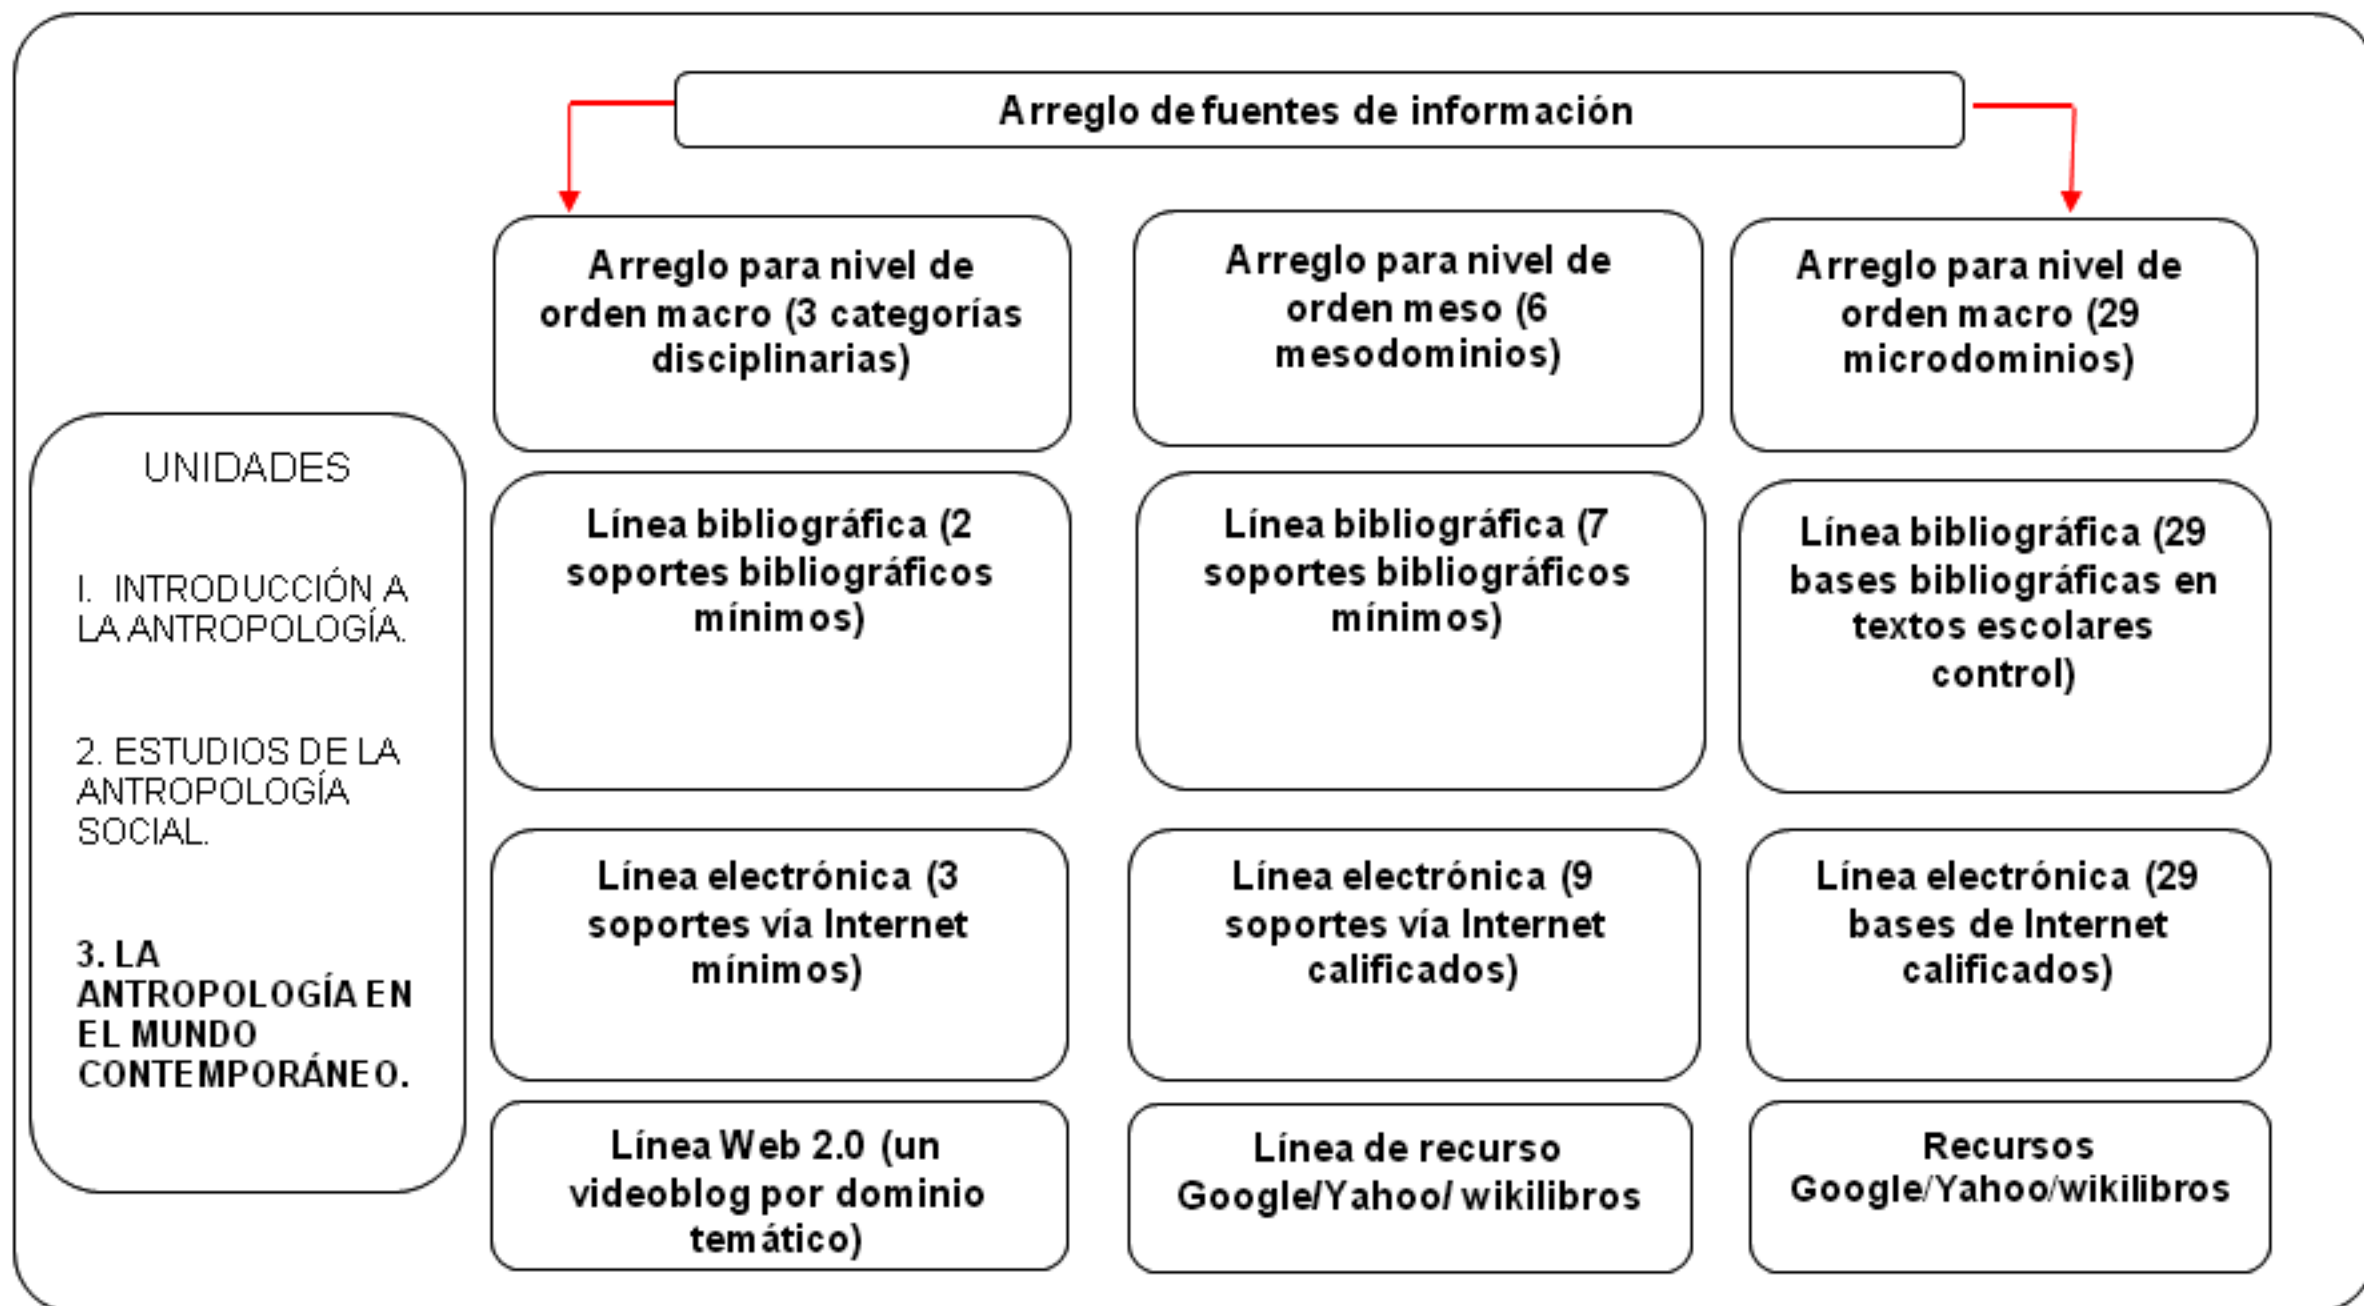 Arreglo de fuentes de información
Arreglo para nivel de
orden macro (3 categorías
disciplinarias)
Arreglo para nivel de
orden meso (6
mesodominios)
Arreglo para nivel de
orden macro (29
microdominios)
UNIDADES
I. INTRODUCCIÓN A
LA ANTROPOLOGÍA.
2. ESTUDIOS DE LA
ANTROPOLOGÍA
SOCIAL.
3. LA
ANTROPOLOGÍA EN
EL MUNDO
CONTEMPORÁNEO.
Línea bibliográfica (2
soportes bibliográficos
mínimos)
Línea bibliográfica (7
soportes bibliográficos
mínimos)
Línea bibliográfica (29
bases bibliográficas en
textos escolares
control)
Línea electrónica (3
soportes vía Internet
mínimos)
Línea electrónica (9
soportes vía Internet
calificados)
Línea electrónica (29
bases de Internet
calificados)
Línea Web 2.0 (un
videoblog por dominio
temático)
Línea de recurso
Google/Yahoo/ wikilibros
Recursos
Google/Yahoo/wikilibros